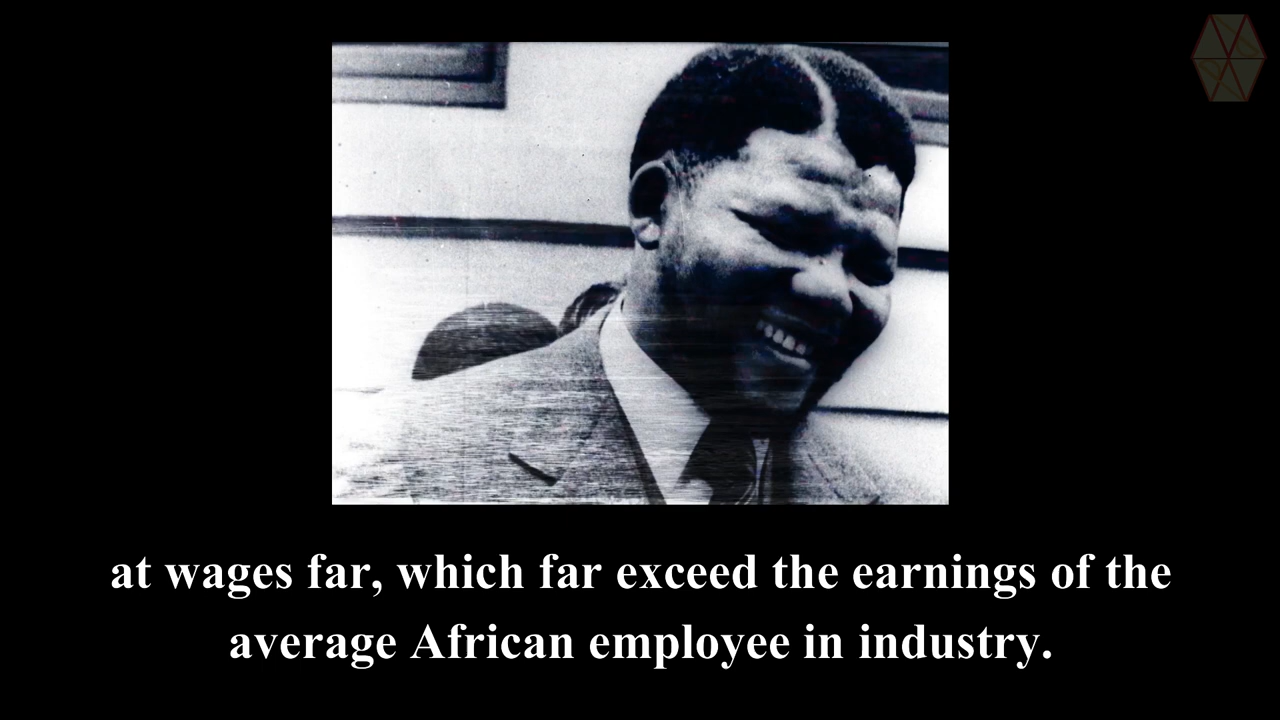 at wages far, which far exceed the earnings of the
average African employee in industry.